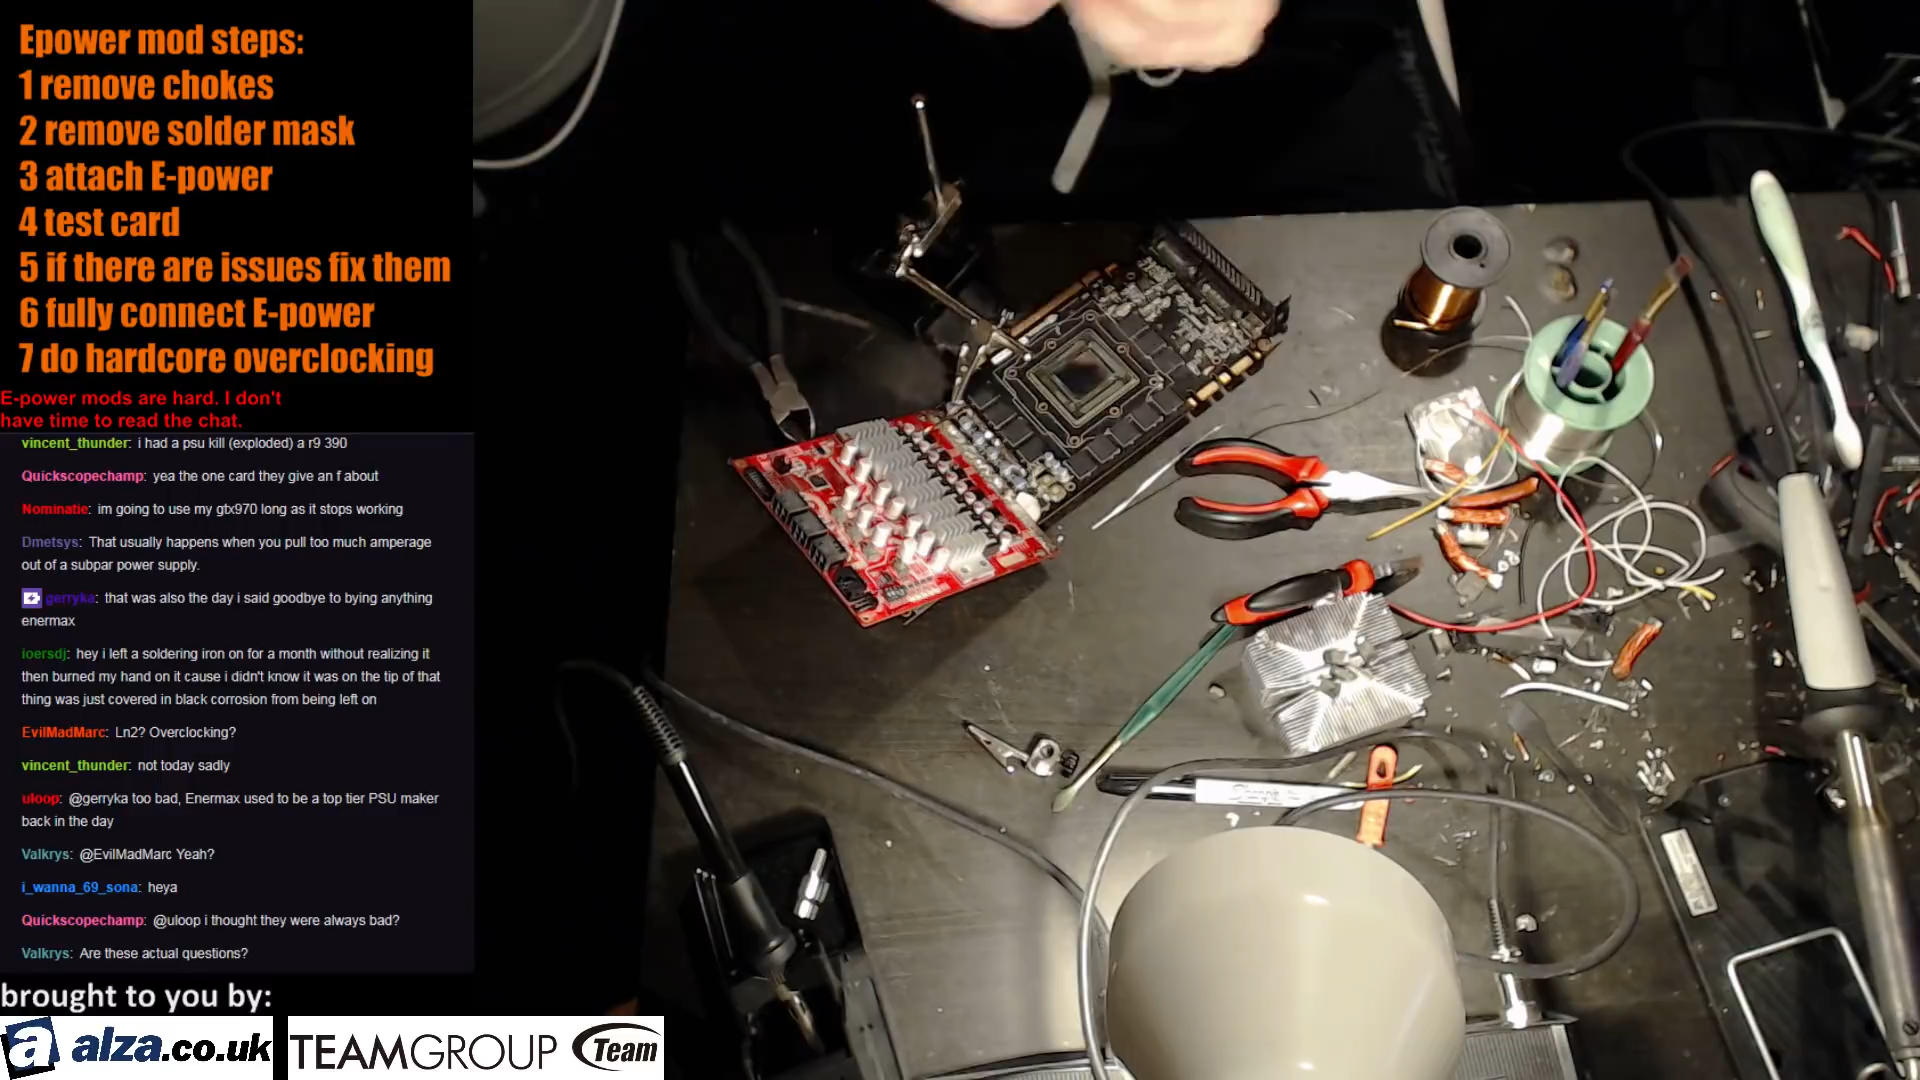 Epower mod steps:
1 remove chokes
2 remove solder mask
3 attach E-power
4 test card
5 if there are issues fix them
6 fully connect E-power
7 do hardcore overclocking
E-power mods are hard. I don't
have time to read the chat.
vincent_thunder: i had a psu kill (exploded) a r9 390
Quickscopechamp: yea the one card they give an f about
Nominatie: im going to use my gtx970 long as it stops working
Dmetsys: That usually happens when you pull too much amperage
out of a subpar power supply.
gerryka: that was also the day i said goodbye to bying anything
enermax
ioersdj: hey i left a soldering iron on for a month without realizing it
then burned my hand on it cause i didn't know it was on the tip of that
thing was just covered in black corrosion from being left on
EvilMadMarc: Ln2? Overclocking?
vincent_thunder: not today sadly
uloop: @gerryka too bad, Enermax used to be a top tier PSU maker
back in the day
Valkrys: @EvilMadMarc Yeah?
i_wanna_69_sona: heya
Quickscopechamp: @uloop i thought they were always bad?
Valkrys: Are these actual questions?
brought to you by:
a alza.co.uk
TEAMGROUP Team
Sharpie